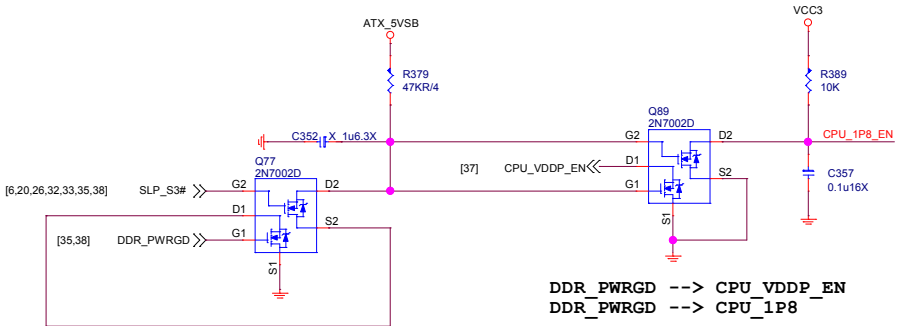 ATX_5VSB
VCC3
R379
47KR/4
R389
10K
Q89
2N7002D
C352 X_1u6.3X
G2
D2
CPU_1P8_EN
Q77
2N7002D
[37]
CPU_VDDP_EN
D1
S2
C357
0.1u16X
[6,20,26,32,33,35,38]
SLP_S3#
G2
D2
G1
D1
S2
S1
[35,38]
DDR_PWRGD
G1
S1
DDR_PWRGD --> CPU_VDDP_EN
DDR_PWRGD --> CPU_1P8